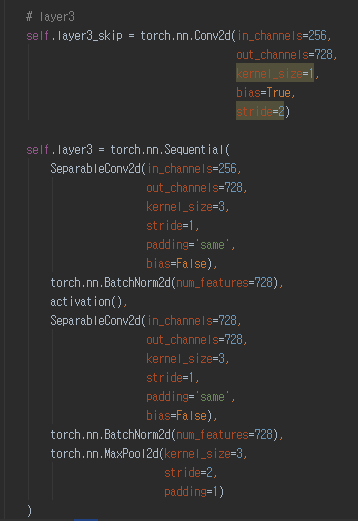 # layer3
self.layer3_skip = torch.nn.Conv2d(in_channels=256,
out_channels=728,
kernel_size=1,
bias=True,
stride=2)
self.layer3 = torch.nn.Sequential(
SeparableConv2d(in_channels=256,
out_channels=728,
kernel_size=3,
stride=1,
padding='same',
bias=False),
torch.nn.BatchNorm2d(num_features=728),
activation(),
SeparableConv2d(in_channels=728,
out_channels=728,
kernel_size=3,
stride=1,
padding='same',
bias=False),
torch.nn.BatchNorm2d(num_features=728),
torch.nn.MaxPool2d(kernel_size=3,
stride=2,
padding=1)
)